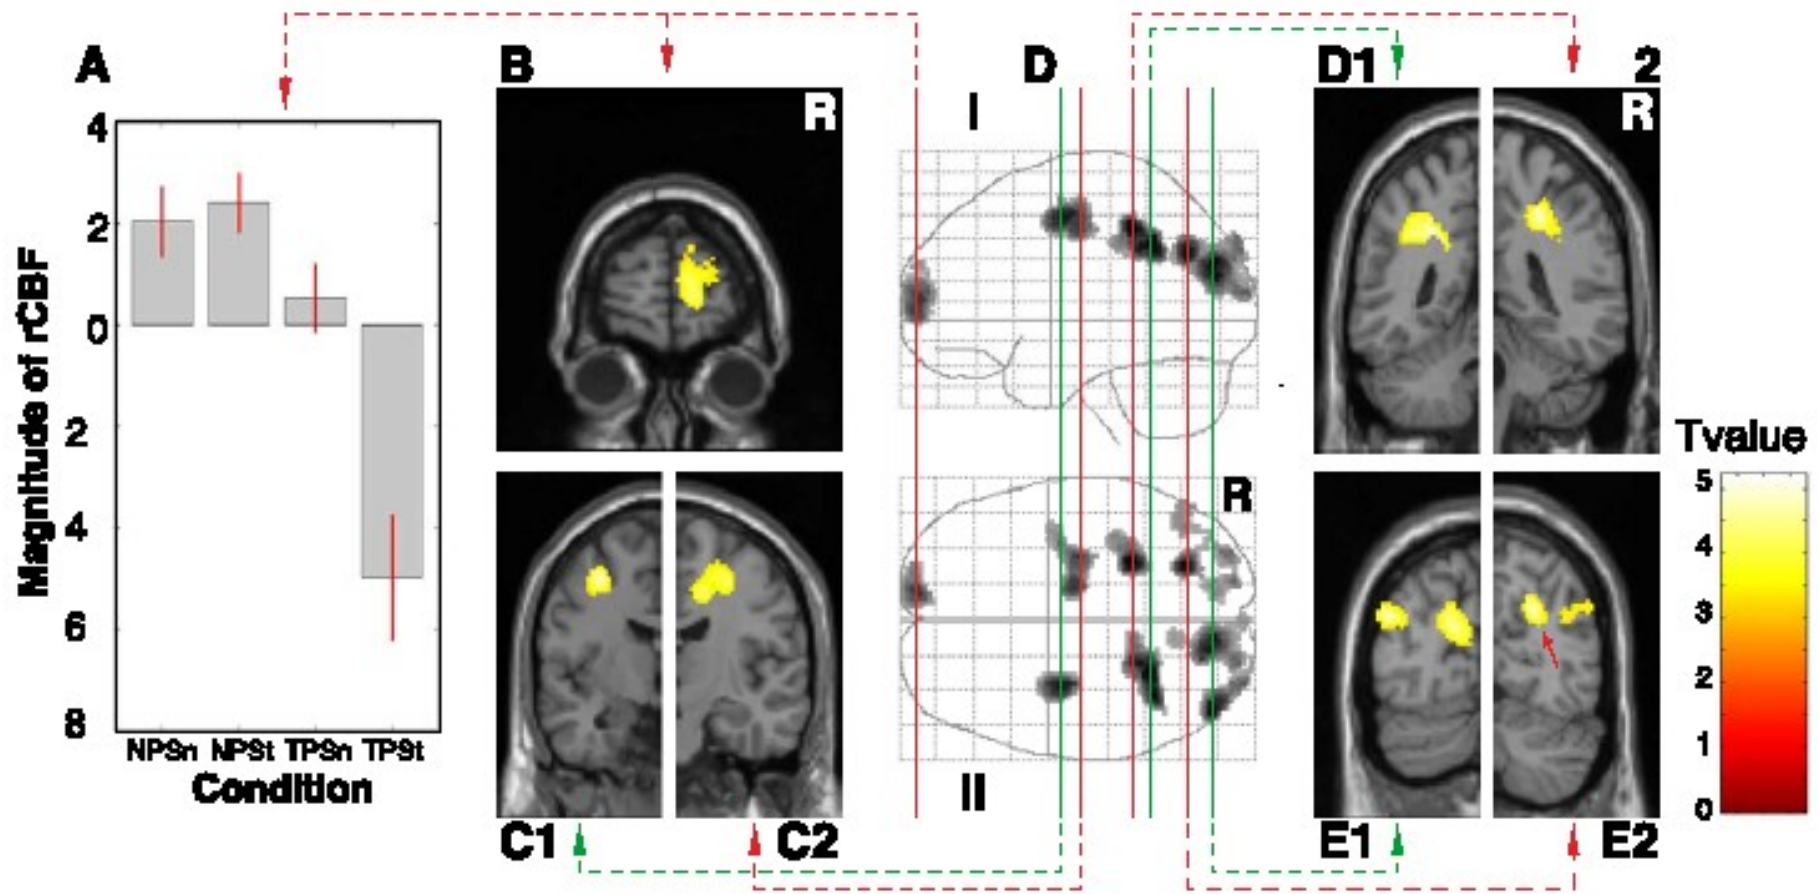 A
B
D
D1
2
R
I
R
4
2
0
2
4
6
8
Magnitude of rCBF
NPSn NPSt TPSn TPSt
Condition
R
II
C1
C2
E1
E2
Tvalue
5
4
3
2
1
0